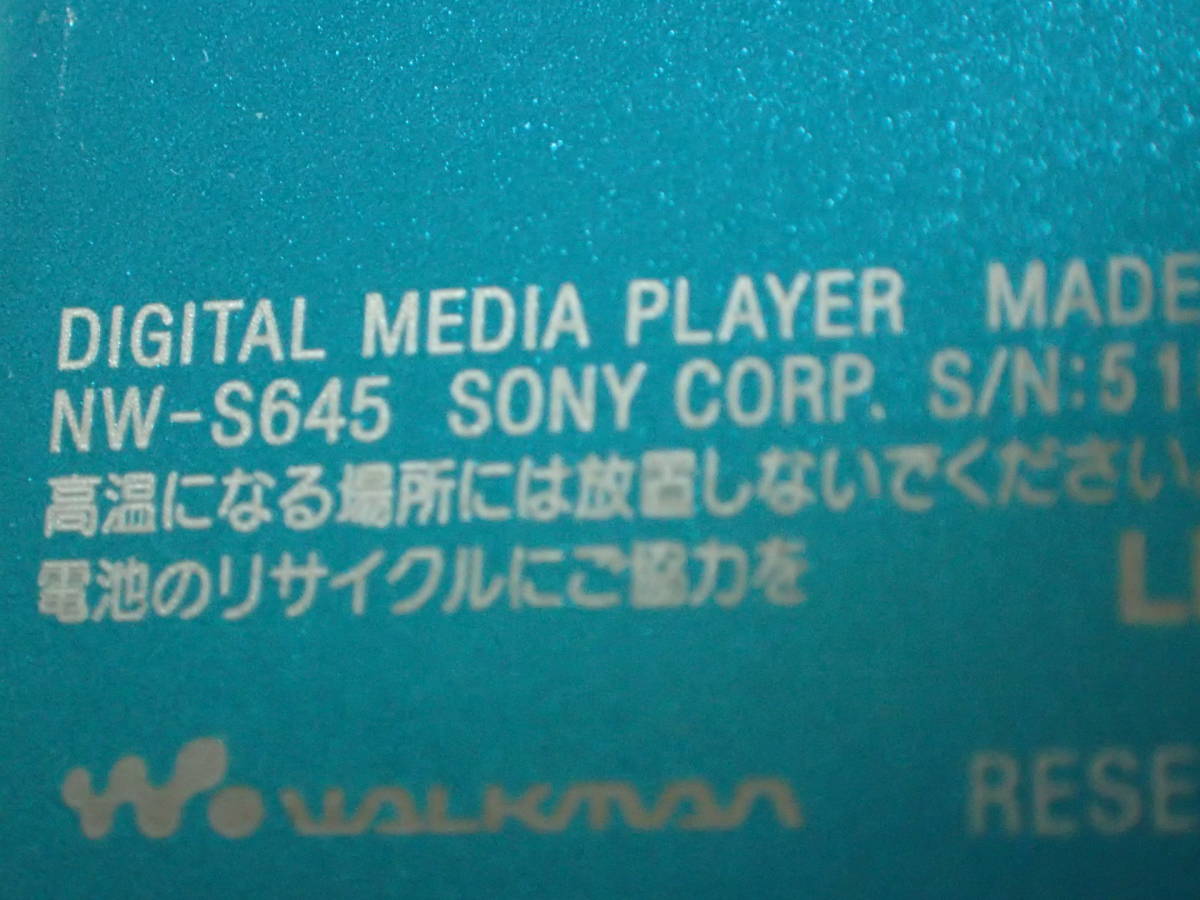 DIGITAL MEDIA PLAYER MADE
NW-S645 SONY CORP. S/N:51
高温になる場所には放置しないでください
電池のリサイクルにご協力を
LI
WALKMAN
RESE